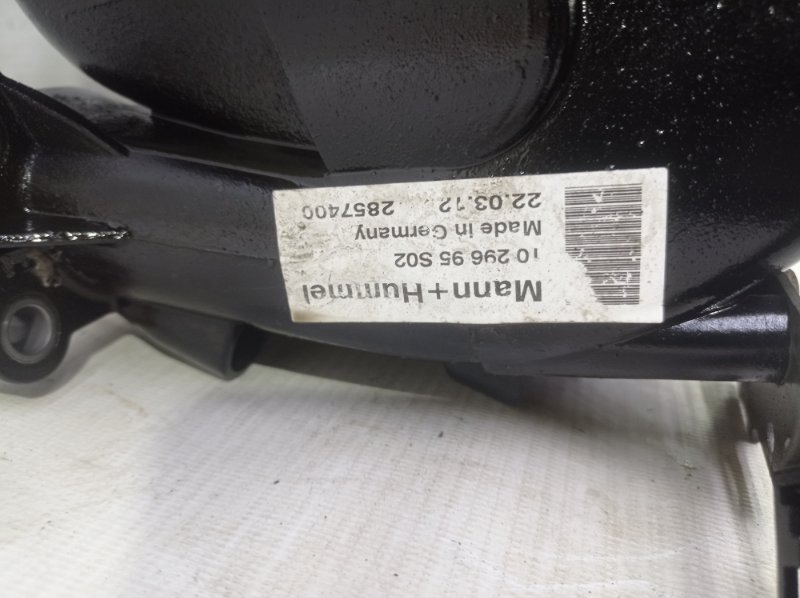 Mann+Hummel
10 296 95 S02
Made in Germany
22.03.12 2857400